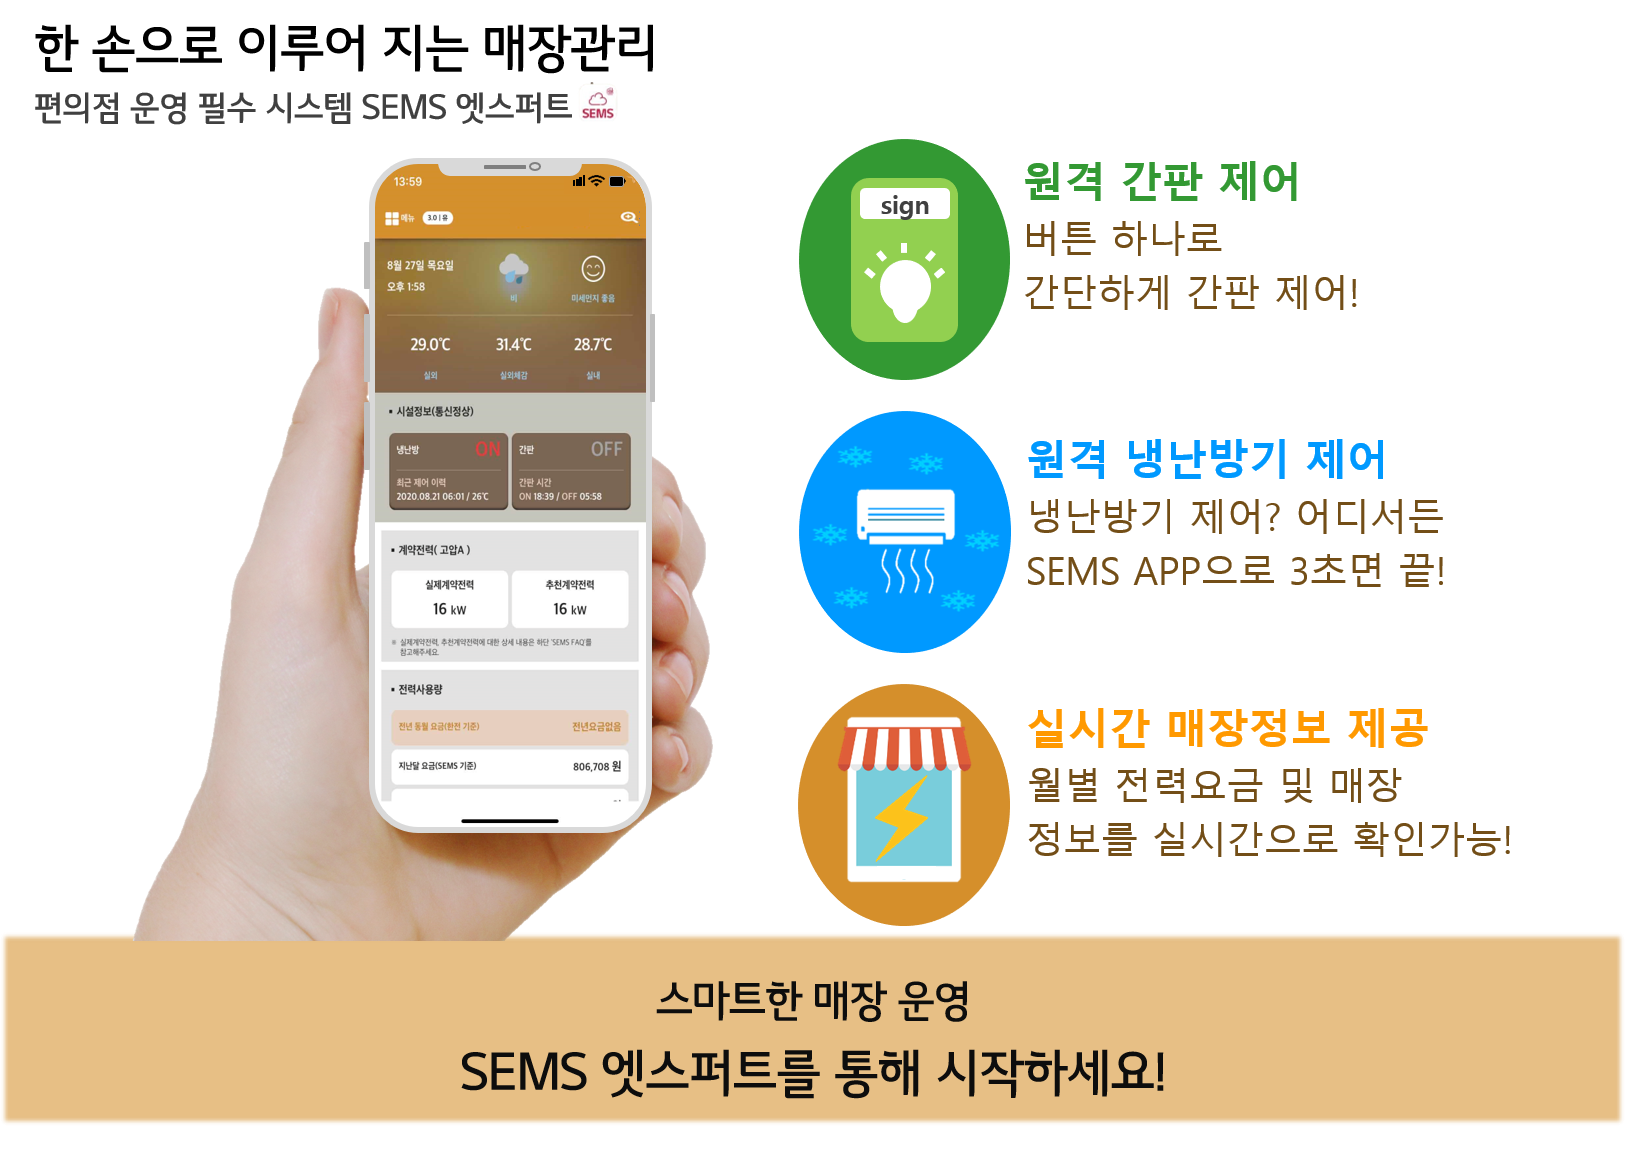 한 손으로 이루어 지는 매장관리
편의점 운영 필수 시스템 SEMS 엣스퍼트
SEMS
13:59
메뉴
3.0 | 유
8월 27일 목요일
오후 1:58
비
미세먼지 좋음
29.0℃
31.4℃
28.7℃
실외
실외체감
실내
▪ 시설정보(통신정상)
냉난방 ON
최근 제어 이력
2020.08.21 06:01 / 26℃
간판 OFF
간판 시간
ON 18:39 / OFF 05:58
▪ 계약전력( 고압A )
실제계약전력
16 kW
추천계약전력
16 kW
※ 실제계약전력, 추천계약전력에 대한 상세 내용은 하단 'SEMS FAQ'를
참고해주세요.
▪ 전력사용량
전년 동월 요금(한전 기준) 전년요금없음
지난달 요금(SEMS 기준) 806,708 원
sign
원격 간판 제어
버튼 하나로
간단하게 간판 제어!
원격 냉난방기 제어
냉난방기 제어? 어디서든
SEMS APP으로 3초면 끝!
실시간 매장정보 제공
월별 전력요금 및 매장
정보를 실시간으로 확인가능!
스마트한 매장 운영
SEMS 엣스퍼트를 통해 시작하세요!